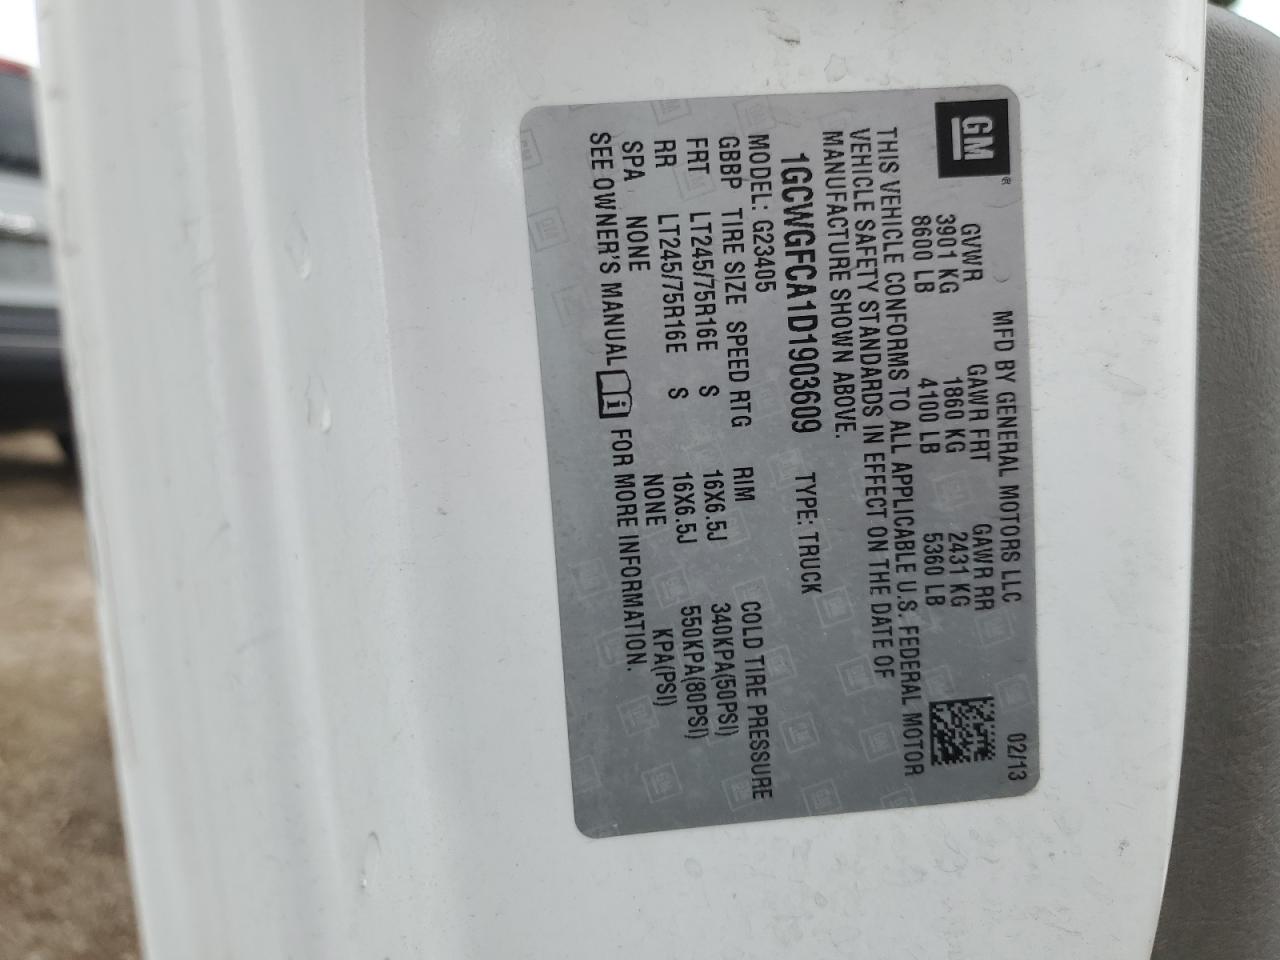 GM®
MFD BY GENERAL MOTORS LLC 02/13
GVWR GAWR FRT GAWR RR
3901 KG 1860 KG 2431 KG
8600 LB 4100 LB 5360 LB
THIS VEHICLE CONFORMS TO ALL APPLICABLE U.S. FEDERAL MOTOR
VEHICLE SAFETY STANDARDS IN EFFECT ON THE DATE OF
MANUFACTURE SHOWN ABOVE.
1GCWGFCA1D1903609 TYPE: TRUCK
MODEL: G23405
GBBP TIRE SIZE SPEED RTG RIM COLD TIRE PRESSURE
FRT LT245/75R16E S 16X6.5J 340KPA(50PSI)
RR LT245/75R16E S 16X6.5J 550KPA(80PSI)
SPA NONE NONE KPA(PSI)
SEE OWNER'S MANUAL i FOR MORE INFORMATION.